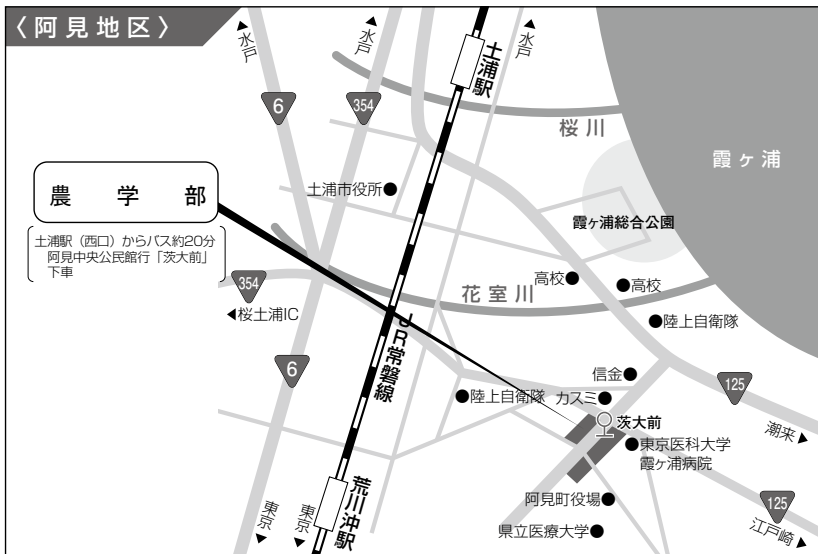 〈阿見地区〉
水戸
水戸
水戸
土浦駅
6
354
桜川
霞ヶ浦
農学部
土浦市役所
霞ヶ浦総合公園
土浦駅（西口）からバス約20分
阿見中央公民館行「茨大前」
下車
354
桜土浦IC
花室川
高校
高校
陸上自衛隊
JR常磐線
6
信金
125
陸上自衛隊
カスミ
茨大前
潮来
東京医科大学
霞ヶ浦病院
荒川沖駅
阿見町役場
125
県立医療大学
江戸崎
東京
東京